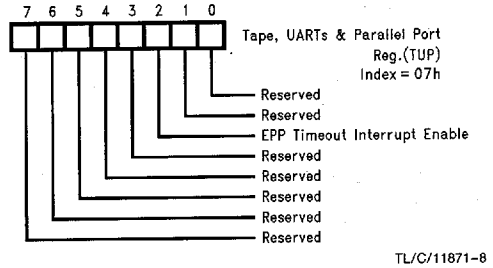 7 6 5 4 3 2 1 0
Tape, UARTs & Parallel Port
Reg.(TUP)
Index = 07h
Reserved
Reserved
EPP Timeout Interrupt Enable
Reserved
Reserved
Reserved
Reserved
Reserved
TL/C/11871-8